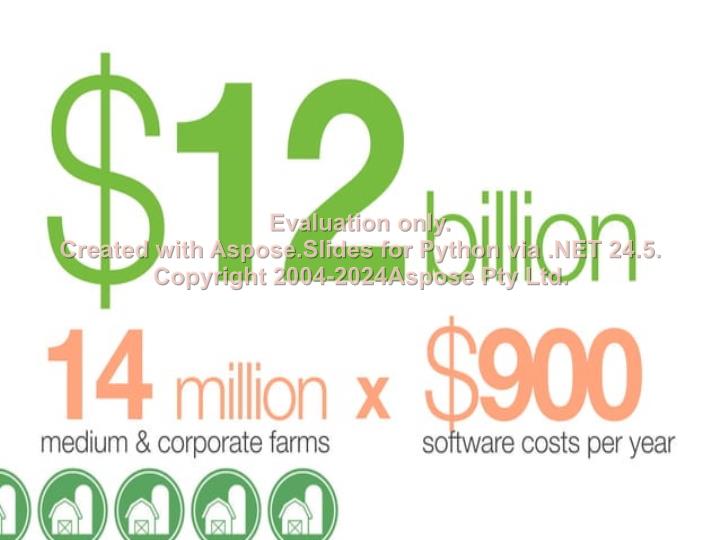 $12 billion
Evaluation only.
Created with Aspose.Slides for Python via .NET 24.5.
Copyright 2004-2024Aspose Pty Ltd.
14 million x $900
medium & corporate farms software costs per year